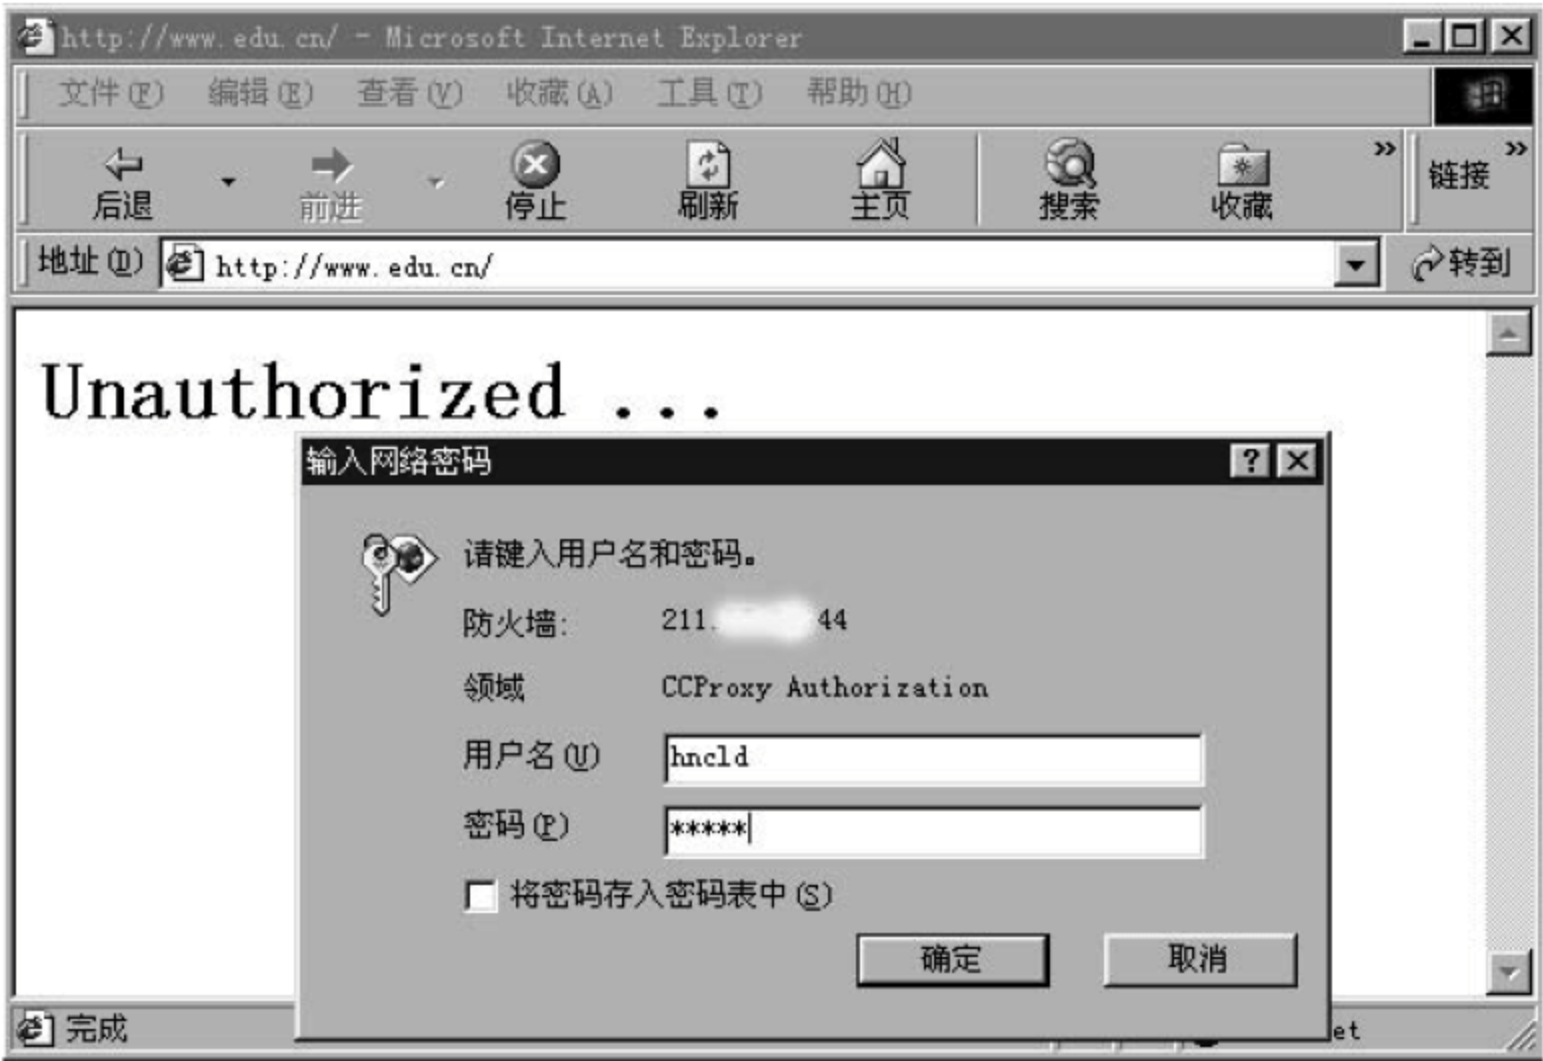 http://www.edu.cn/ - Microsoft Internet Explorer
文件(F) 编辑(E) 查看(V) 收藏(A) 工具(T) 帮助(H)
后退 前进 停止 刷新 主页 搜索 收藏 » 链接 »
地址(D) http://www.edu.cn/ 转到
Unauthorized ...
输入网络密码
请键入用户名和密码。
防火墙: 211. 44
领域 CCProxy Authorization
用户名(U) hncld
密码(P) *****
将密码存入密码表中(S)
确定 取消
完成 et